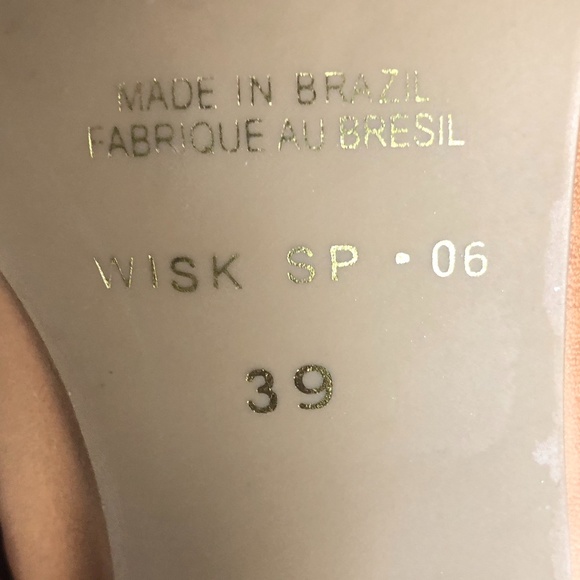 MADE IN BRAZIL
FABRIQUE AU BRESIL
WISK SP • 06
39